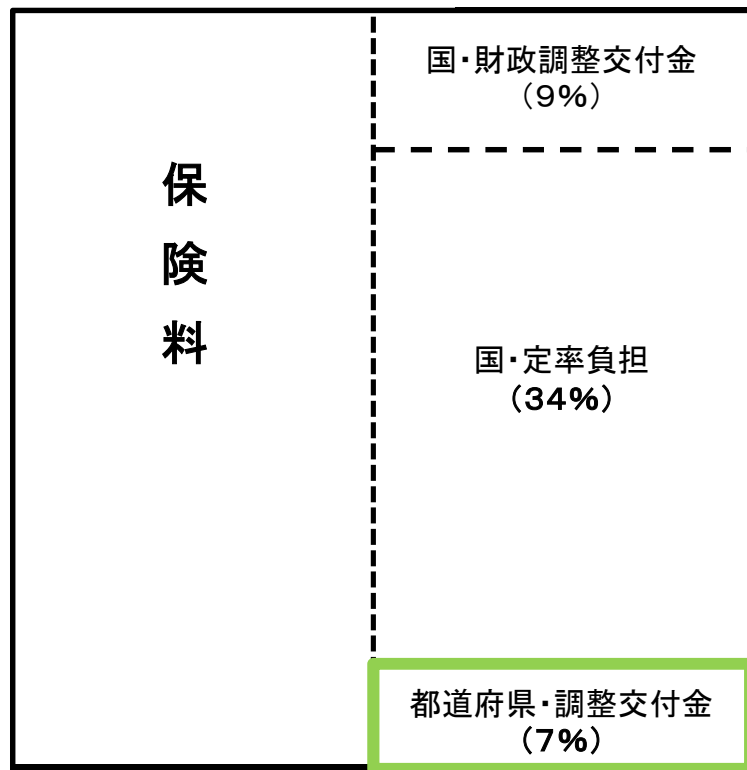 保
険
料
国・財政調整交付金
（9%）
国・定率負担
（34%）
都道府県・調整交付金
（7%）